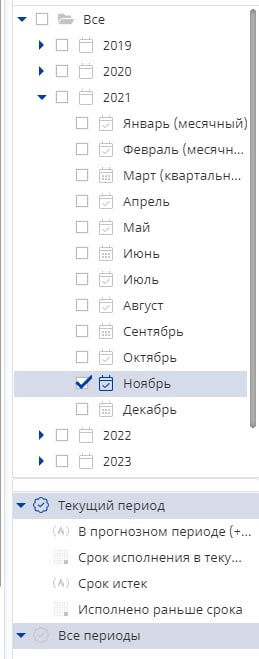 Все
2019
2020
2021
Январь (месячный)
Февраль (месячн...
Март (квартальн...
Апрель
Май
Июнь
Июль
Август
Сентябрь
Октябрь
Ноябрь
Декабрь
2022
2023
Текущий период
В прогнозном периоде (+...
Срок исполнения в теку...
Срок истек
Исполнено раньше срока
Все периоды